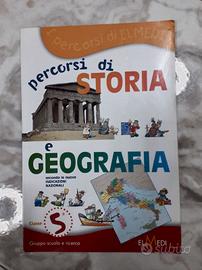 I percorsi di ELMEDI
percorsi di
STORIA
e
GEOGRAFIA
secondo le nuove
INDICAZIONI
NAZIONALI
Classe 5
Gruppo scuola e ricerca
ELMEDI
subito